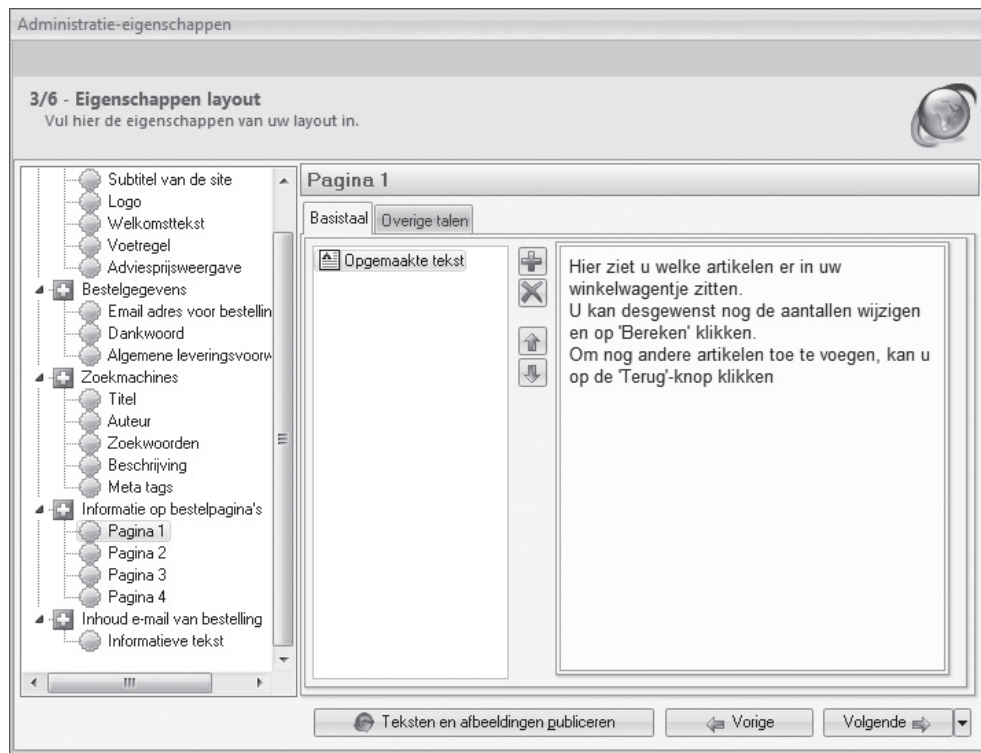 Administratie-eigenschappen
3/6 - Eigenschappen layout
Vul hier de eigenschappen van uw layout in.
Subtitel van de site
Logo
Welkomsttekst
Voetregel
Adviesprijsweergave
Bestelgegevens
Email adres voor bestellin
Dankwoord
Algemene leveringsvoorw
Zoekmachines
Titel
Auteur
Zoekwoorden
Beschrijving
Meta tags
Informatie op bestelpagina's
Pagina 1
Pagina 2
Pagina 3
Pagina 4
Inhoud e-mail van bestelling
Informatieve tekst
Pagina 1
Basistaal
Overige talen
Opgemaakte tekst
Hier ziet u welke artikelen er in uw
winkelwagentje zitten.
U kan desgewenst nog de aantallen wijzigen
en op 'Bereken' klikken.
Om nog andere artikelen toe te voegen, kan u
op de 'Terug'-knop klikken
Teksten en afbeeldingen publiceren
Vorige
Volgende